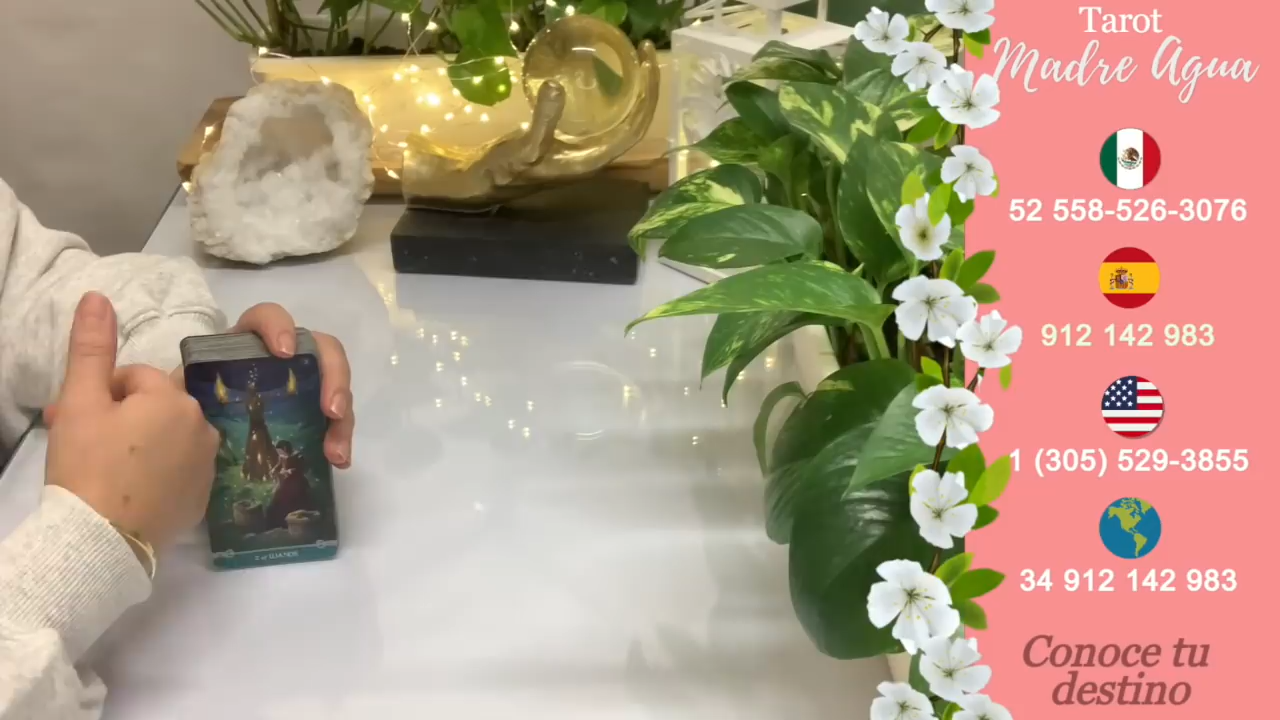 Tarot
Madre Agua
52 558-526-3076
912 142 983
1 (305) 529-3855
34 912 142 983
Conoce tu
destino